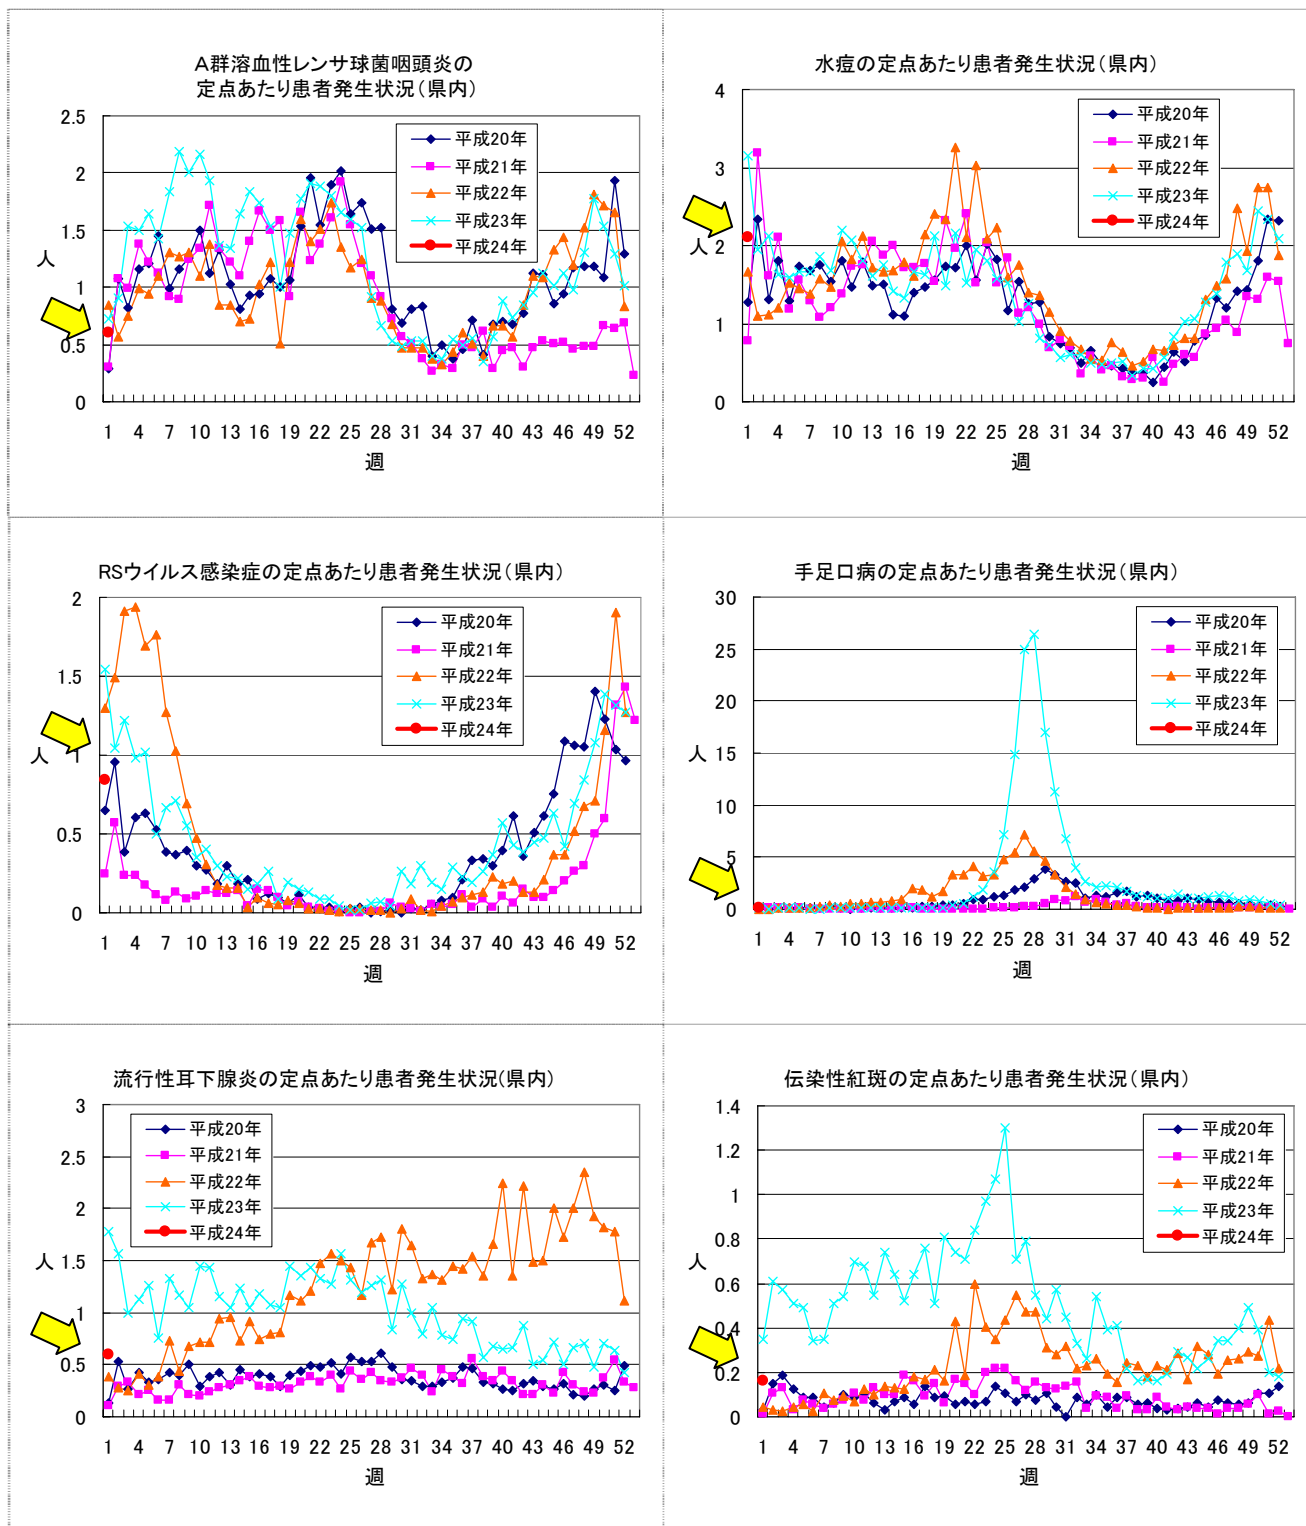 A群溶血性レンサ球菌咽頭炎の
定点あたり患者発生状況(県内)
2.5
2
1.5
1
0.5
0
人
平成20年
平成21年
平成22年
平成23年
平成24年
1 4 7 10 13 16 19 22 25 28 31 34 37 40 43 46 49 52
週
水痘の定点あたり患者発生状況(県内)
4
3
2
1
0
人
平成20年
平成21年
平成22年
平成23年
平成24年
1 4 7 10 13 16 19 22 25 28 31 34 37 40 43 46 49 52
週
RSウイルス感染症の定点あたり患者発生状況(県内)
2
1.5
1
0.5
0
人
平成20年
平成21年
平成22年
平成23年
平成24年
1 4 7 10 13 16 19 22 25 28 31 34 37 40 43 46 49 52
週
手足口病の定点あたり患者発生状況(県内)
30
25
20
15
10
5
0
人
平成20年
平成21年
平成22年
平成23年
平成24年
1 4 7 10 13 16 19 22 25 28 31 34 37 40 43 46 49 52
週
流行性耳下腺炎の定点あたり患者発生状況(県内)
3
2.5
2
1.5
1
0.5
0
人
平成20年
平成21年
平成22年
平成23年
平成24年
1 4 7 10 13 16 19 22 25 28 31 34 37 40 43 46 49 52
週
伝染性紅斑の定点あたり患者発生状況(県内)
1.4
1.2
1
0.8
0.6
0.4
0.2
0
人
平成20年
平成21年
平成22年
平成23年
平成24年
1 4 7 10 13 16 19 22 25 28 31 34 37 40 43 46 49 52
週